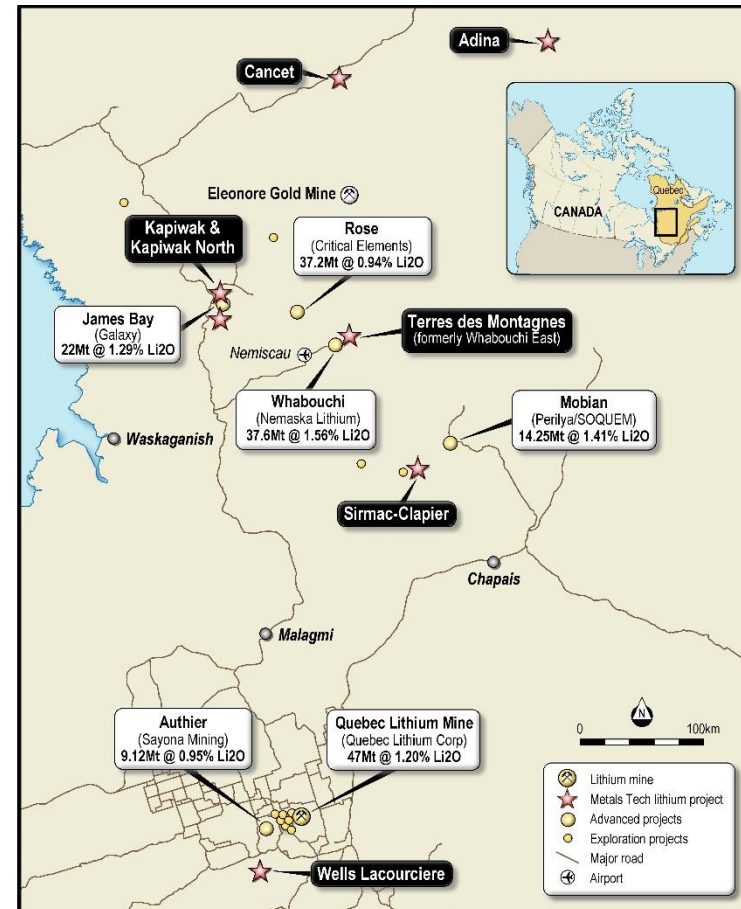 Adina
Cancet
Quebec
CANADA
Eleonore Gold Mine
Kapiwak &
Kapiwak North
Rose
(Critical Elements)
37.2Mt @ 0.94% Li2O
James Bay
(Galaxy)
22Mt @ 1.29% Li2O
Terres des Montagnes
(formerly Whabouchi East)
Nemiscau
Whabouchi
(Nemaska Lithium)
37.6Mt @ 1.56% Li2O
Mobian
(Perilya/SOQUEM)
14.25Mt @ 1.41% Li2O
Waskaganish
Sirmac-Clapier
Chapais
Malagmi
Authier
(Sayona Mining)
9.12Mt @ 0.95% Li2O
Quebec Lithium Mine
(Quebec Lithium Corp)
47Mt @ 1.20% Li2O
N
0 100km
Lithium mine
Metals Tech lithium project
Advanced projects
Exploration projects
Major road
Airport
Wells Lacourciere